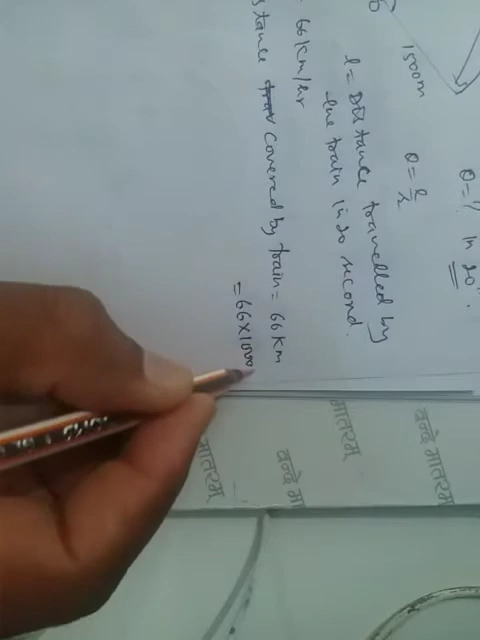 1500m
θ = ? in 20".
θ = l/r
l = Distance travelled by
the train in 20 second.
66 km/hr
covered by train = 66 km
= 66 × 1000
वन्दे मातरम्
मातरम्
वन्दे मा
मातरम्